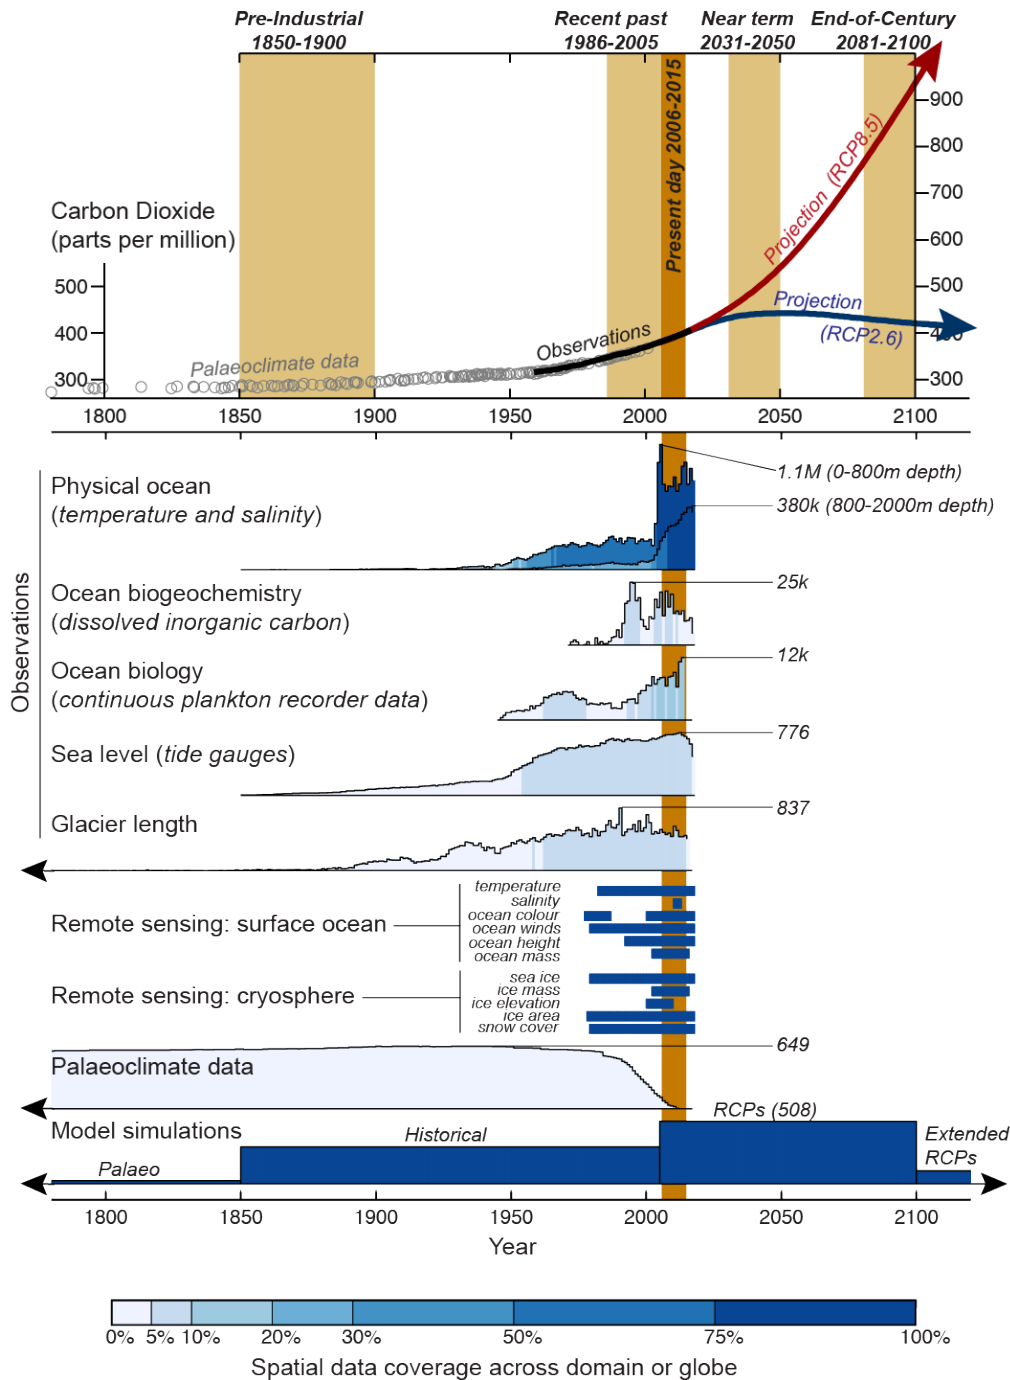 Pre-Industrial
1850-1900
Recent past
1986-2005
Near term
2031-2050
End-of-Century
2081-2100
Present day 2006-2015
Projection (RCP8.5)
Projection
(RCP2.6)
Observations
Palaeoclimate data
Carbon Dioxide
(parts per million)
500
400
300
900
800
700
600
500
400
300
1800
1850
1900
1950
2000
2050
2100
Observations
Physical ocean
(temperature and salinity)
1.1M (0-800m depth)
380k (800-2000m depth)
Ocean biogeochemistry
(dissolved inorganic carbon)
25k
Ocean biology
(continuous plankton recorder data)
12k
Sea level (tide gauges)
776
Glacier length
837
Remote sensing: surface ocean
temperature
salinity
ocean colour
ocean winds
ocean height
ocean mass
Remote sensing: cryosphere
sea ice
ice mass
ice elevation
ice area
snow cover
Palaeoclimate data
649
Model simulations
Palaeo
Historical
RCPs (508)
Extended
RCPs
1800
1850
1900
1950
2000
2050
2100
Year
0%
5%
10%
20%
30%
50%
75%
100%
Spatial data coverage across domain or globe